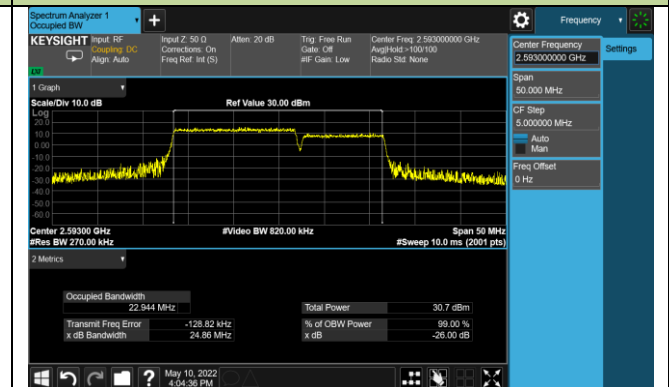 Spectrum Analyzer 1
Occupied BW
Frequency
KEYSIGHT
Input: RF
Coupling: DC
Align: Auto
Input Z: 50 Ω
Corrections: On
Freq Ref: Int (S)
Atten: 20 dB
Trig: Free Run
Gate: Off
#IF Gain: Low
Center Freq: 2.593000000 GHz
Avg|Hold:>100/100
Radio Std: None
Center Frequency
2.593000000 GHz
Settings
Span
50.000 MHz
CF Step
5.000000 MHz
Auto
Man
Freq Offset
0 Hz
1 Graph
Scale/Div 10.0 dB
Ref Value 30.00 dBm
Log
20.0
10.0
0.00
-10.0
-20.0
-30.0
-40.0
-50.0
-60.0
Center 2.59300 GHz
#Video BW 820.00 kHz
Span 50 MHz
#Res BW 270.00 kHz
#Sweep 10.0 ms (2001 pts)
2 Metrics
Occupied Bandwidth
22.944 MHz
Total Power
30.7 dBm
Transmit Freq Error
-128.82 kHz
% of OBW Power
99.00 %
x dB Bandwidth
24.86 MHz
x dB
-26.00 dB
May 10, 2022
4:04:36 PM